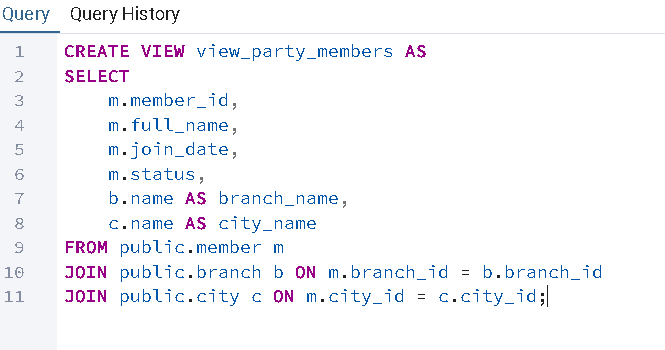 Query Query History
1 CREATE VIEW view_party_members AS
2 SELECT
3 m.member_id,
4 m.full_name,
5 m.join_date,
6 m.status,
7 b.name AS branch_name,
8 c.name AS city_name
9 FROM public.member m
10 JOIN public.branch b ON m.branch_id = b.branch_id
11 JOIN public.city c ON m.city_id = c.city_id;